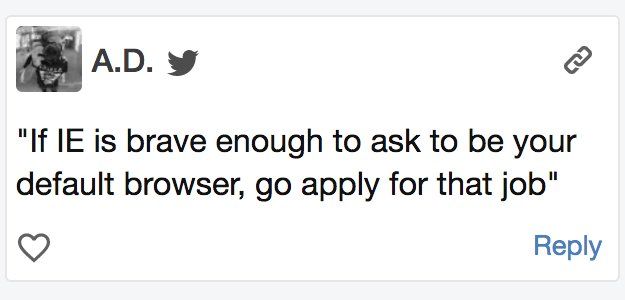 A.D.
"If IE is brave enough to ask to be your
default browser, go apply for that job"
Reply